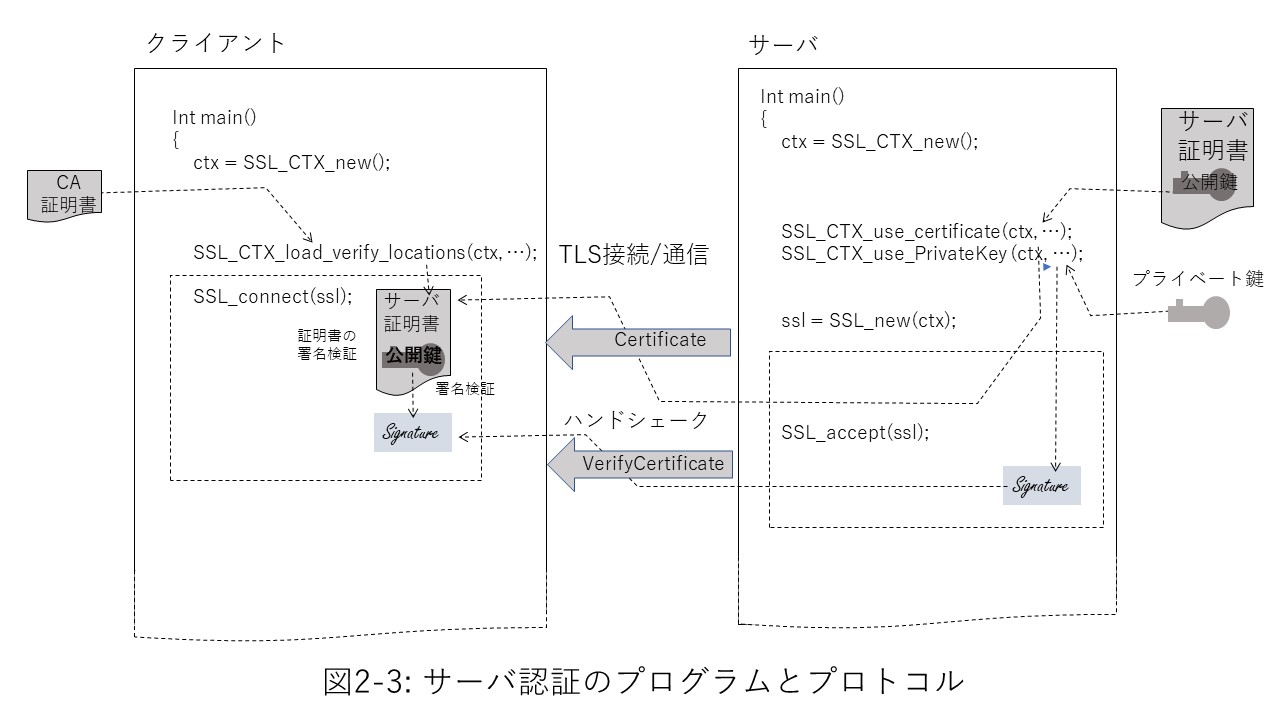 クライアント
Int main()
{
ctx = SSL_CTX_new();
CA
証明書
SSL_CTX_load_verify_locations(ctx, …);
SSL_connect(ssl);
サーバ
証明書
公開鍵
証明書の
署名検証
署名検証
Signature
TLS接続/通信
Certificate
ハンドシェーク
VerifyCertificate
サーバ
Int main()
{
ctx = SSL_CTX_new();
SSL_CTX_use_certificate(ctx, …);
SSL_CTX_use_PrivateKey (ctx, …);
ssl = SSL_new(ctx);
SSL_accept(ssl);
Signature
サーバ
証明書
公開鍵
プライベート鍵
図2-3: サーバ認証のプログラムとプロトコル